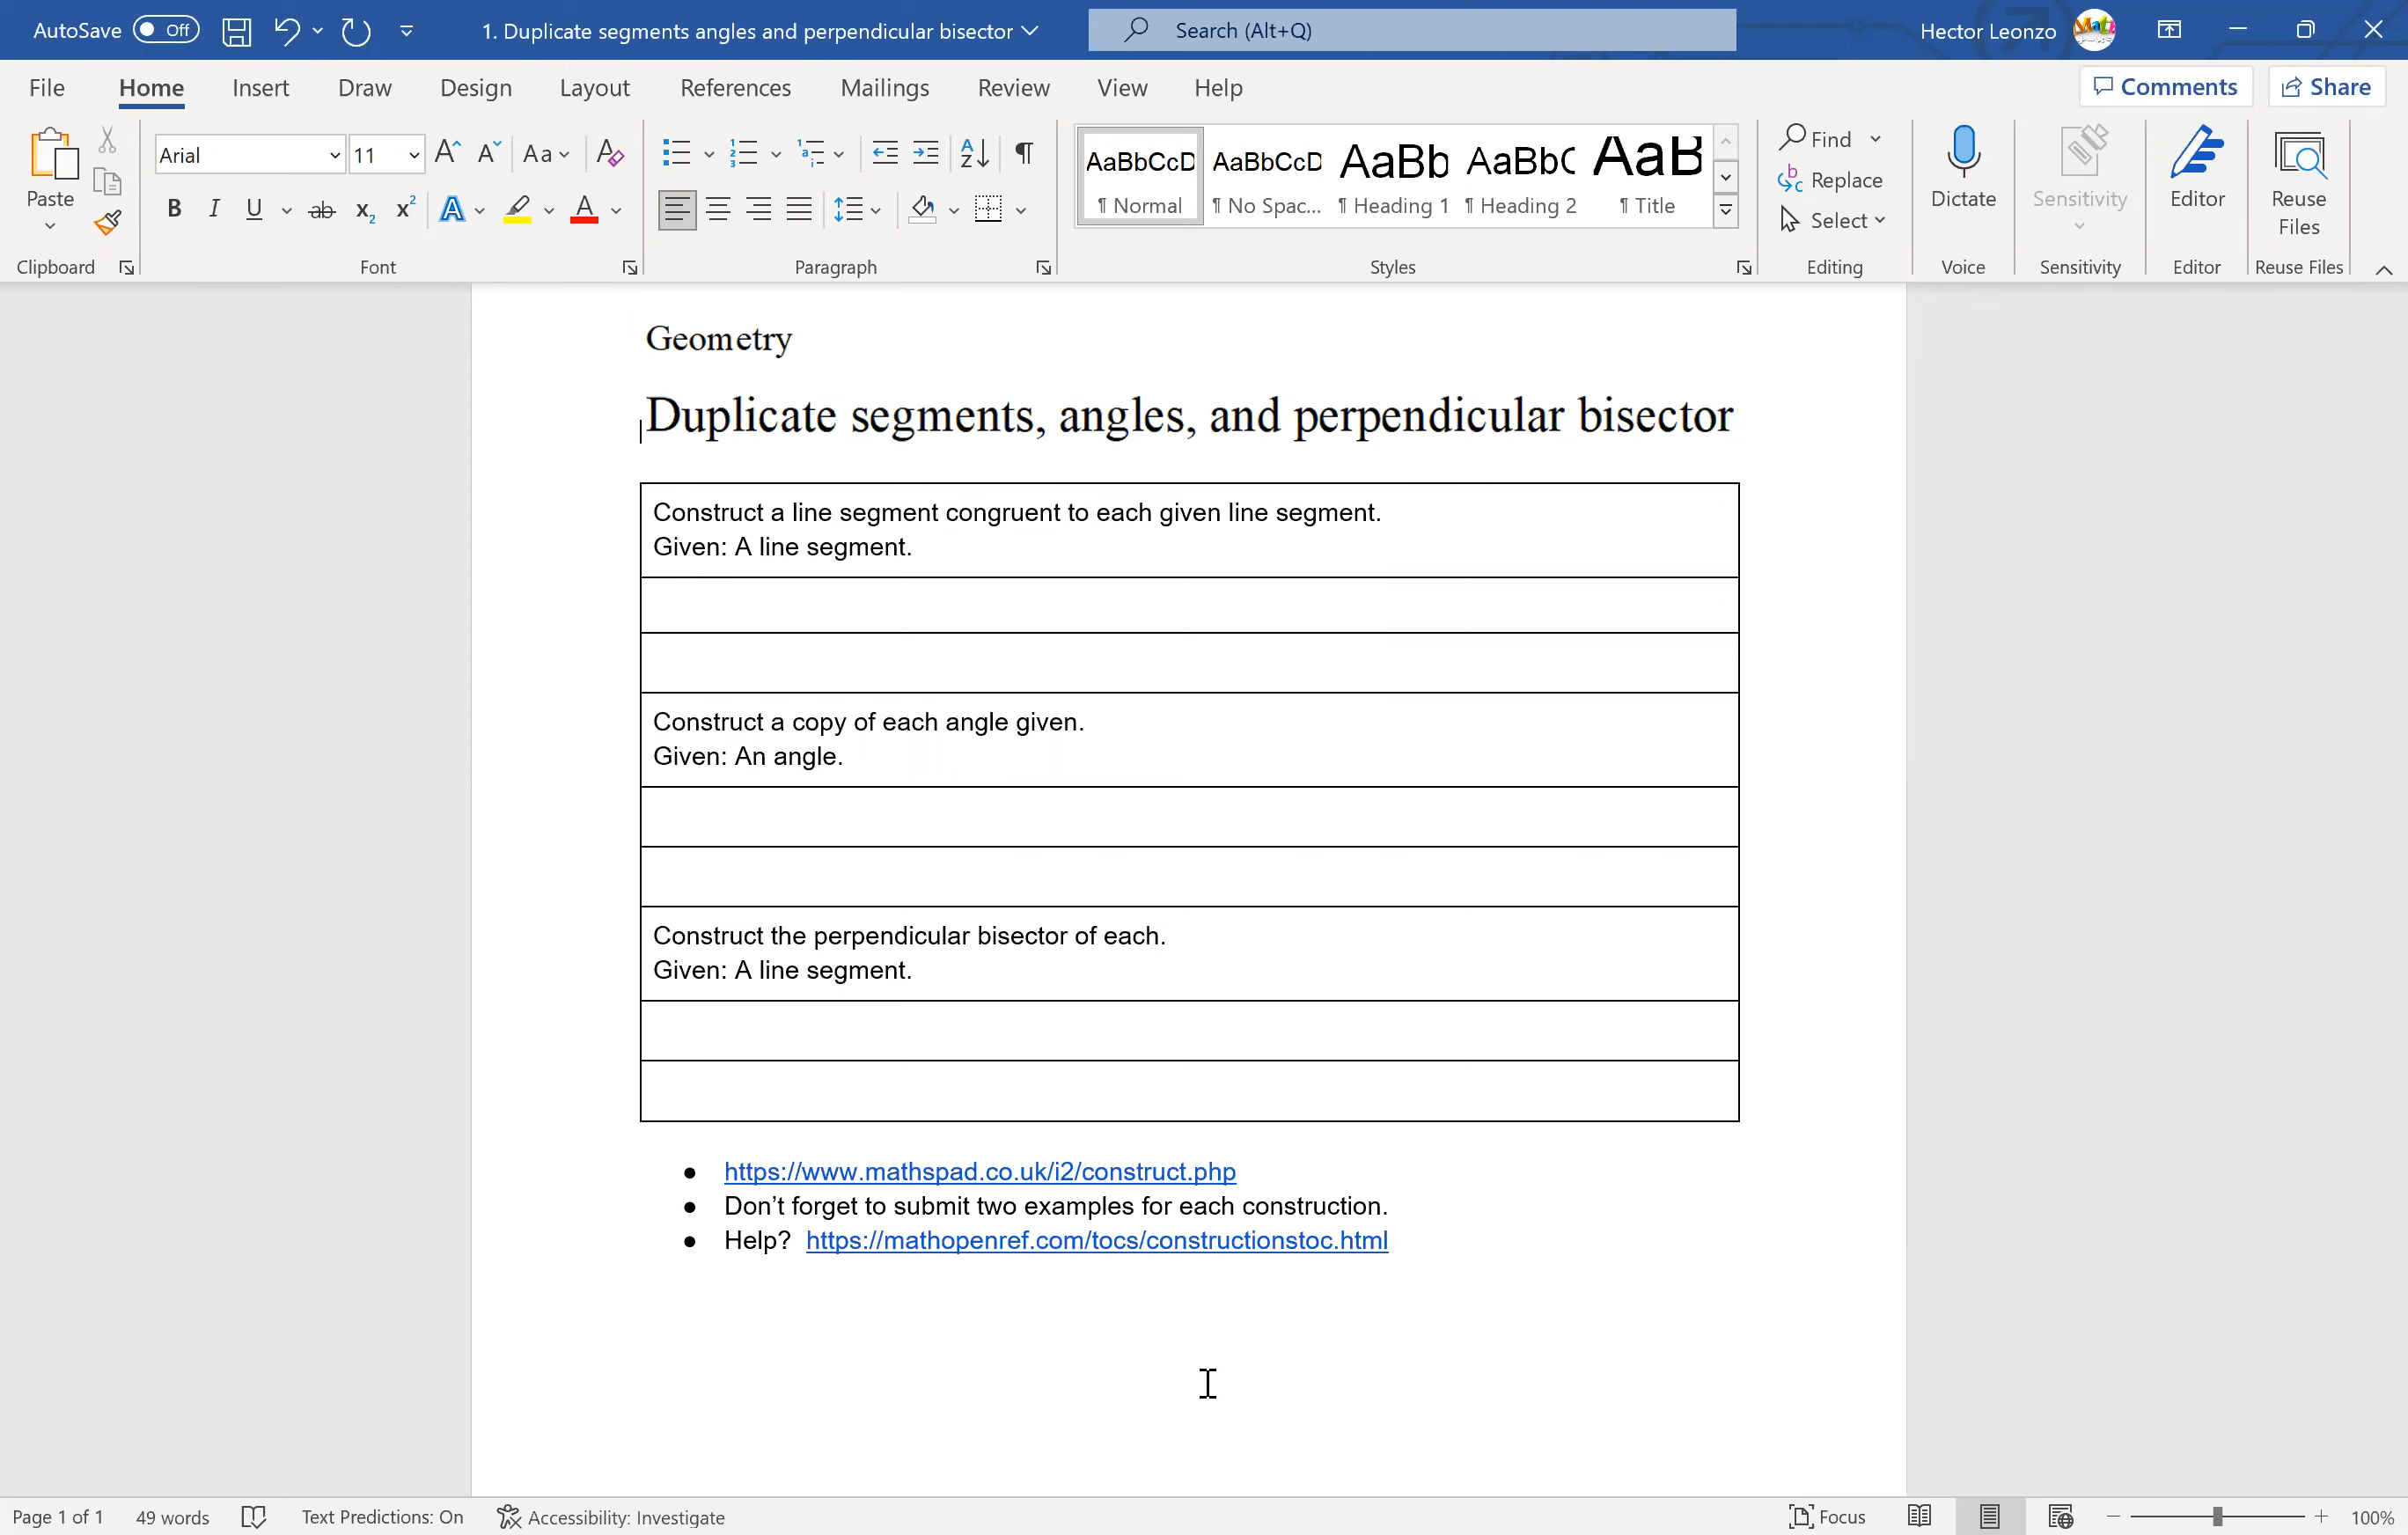 AutoSave Off 1. Duplicate segments angles and perpendicular bisector Search (Alt+Q) Hector Leonzo
File Home Insert Draw Design Layout References Mailings Review View Help Comments Share
Arial 11 Aa AaBbCcD AaBbCcD AaBb AaBbC AaB Find
Paste ¶ Normal ¶ No Spac... ¶ Heading 1 ¶ Heading 2 ¶ Title Replace Dictate Sensitivity Editor Reuse Files
B I U ab x₂ x² A A Select
Clipboard Font Paragraph Styles Editing Voice Sensitivity Editor Reuse Files
Geometry
Duplicate segments, angles, and perpendicular bisector
Construct a line segment congruent to each given line segment.
Given: A line segment.
Construct a copy of each angle given.
Given: An angle.
Construct the perpendicular bisector of each.
Given: A line segment.
● https://www.mathspad.co.uk/i2/construct.php
● Don’t forget to submit two examples for each construction.
● Help? https://mathopenref.com/tocs/constructionstoc.html
Page 1 of 1 49 words Text Predictions: On Accessibility: Investigate Focus 100%